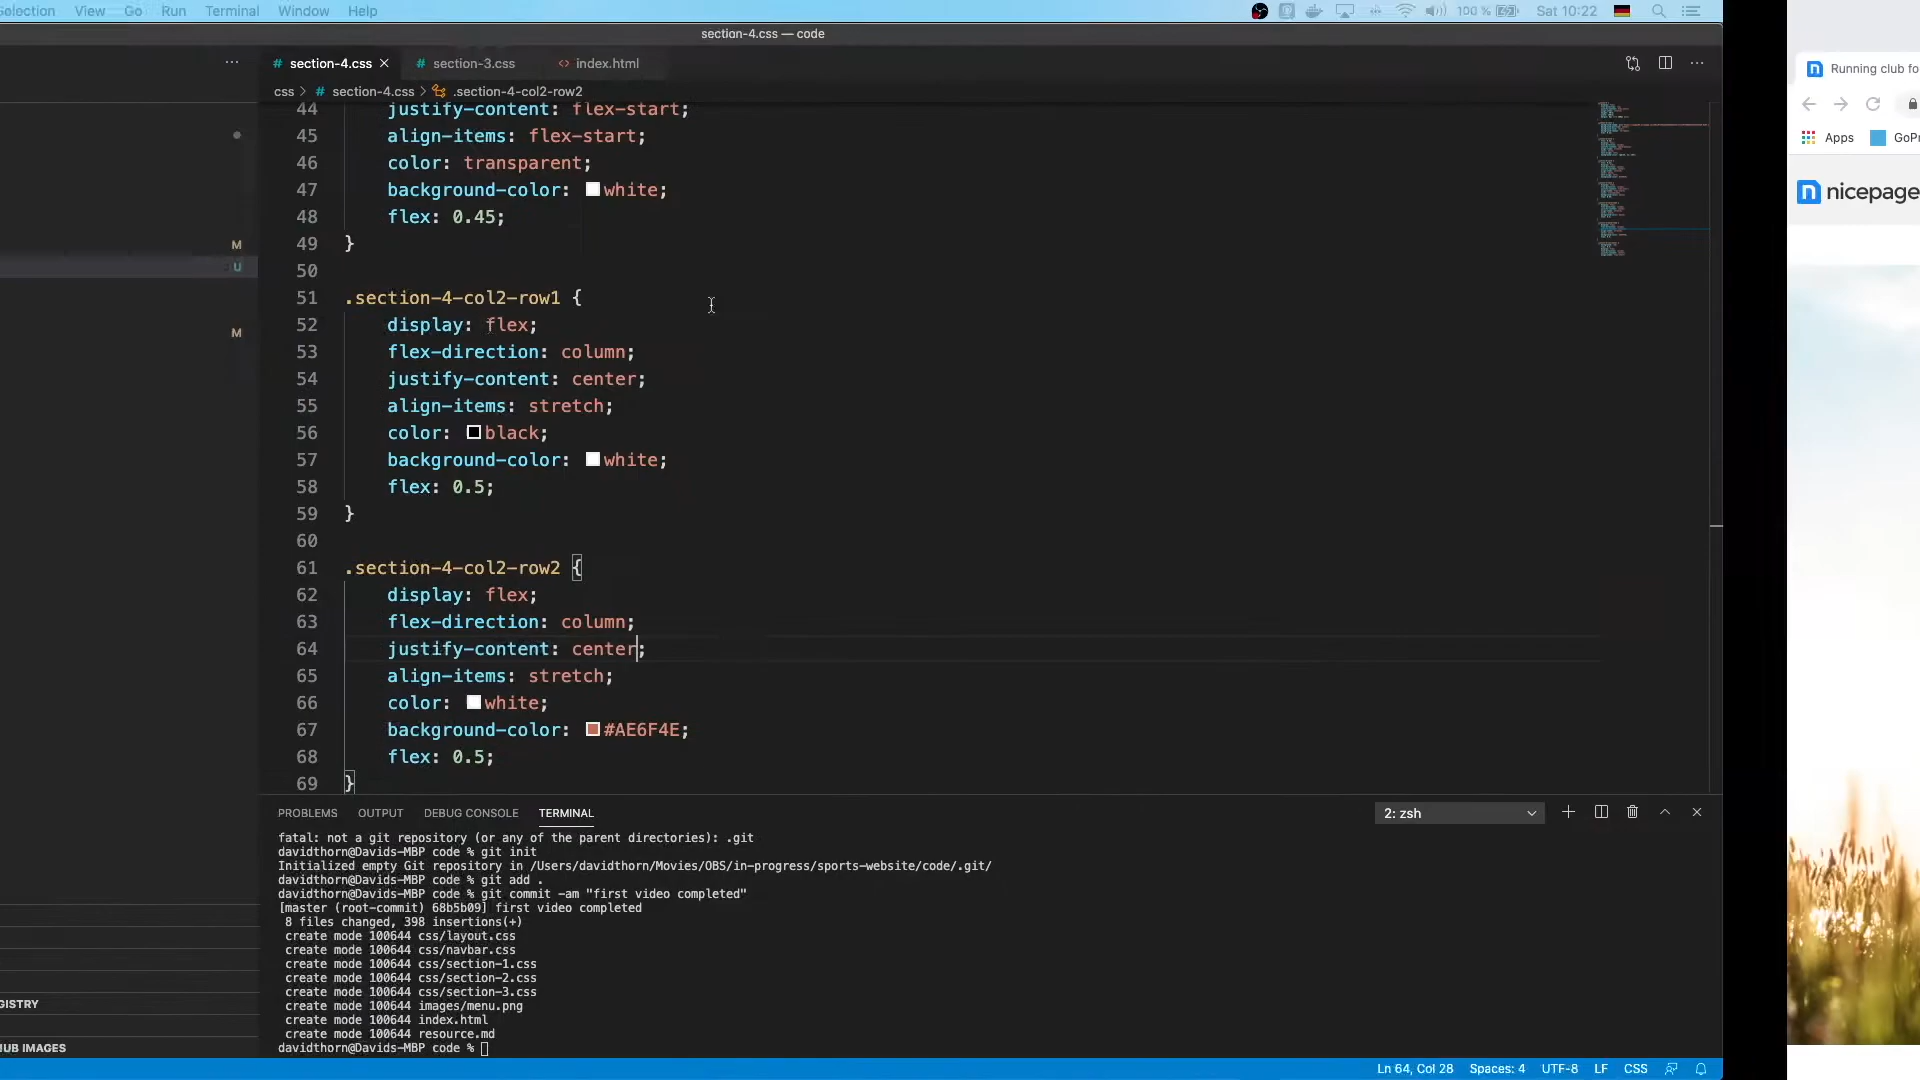 Selection View Go Run Terminal Window Help 100 % Sat 10:22
section-4.css — code
section-4.css section-3.css index.html
css section-4.css .section-4-col2-row2
44 justify-content: flex-start;
45 align-items: flex-start;
46 color: transparent;
47 background-color: white;
48 flex: 0.45;
49 }
50
51 .section-4-col2-row1 {
52 display: flex;
53 flex-direction: column;
54 justify-content: center;
55 align-items: stretch;
56 color: black;
57 background-color: white;
58 flex: 0.5;
59 }
60
61 .section-4-col2-row2 {
62 display: flex;
63 flex-direction: column;
64 justify-content: center;
65 align-items: stretch;
66 color: white;
67 background-color: #AE6F4E;
68 flex: 0.5;
69 }
M
U
M
GISTRY
UB IMAGES
PROBLEMS OUTPUT DEBUG CONSOLE TERMINAL 2: zsh
fatal: not a git repository (or any of the parent directories): .git
davidthorn@Davids-MBP code % git init
Initialized empty Git repository in /Users/davidthorn/Movies/OBS/in-progress/sports-website/code/.git/
davidthorn@Davids-MBP code % git add .
davidthorn@Davids-MBP code % git commit -am "first video completed"
[master (root-commit) 68b5b09] first video completed
8 files changed, 398 insertions(+)
create mode 100644 css/layout.css
create mode 100644 css/navbar.css
create mode 100644 css/section-1.css
create mode 100644 css/section-2.css
create mode 100644 css/section-3.css
create mode 100644 images/menu.png
create mode 100644 index.html
create mode 100644 resource.md
davidthorn@Davids-MBP code %
Ln 64, Col 28 Spaces: 4 UTF-8 LF CSS
Running club fo
Apps GoPr
nicepage